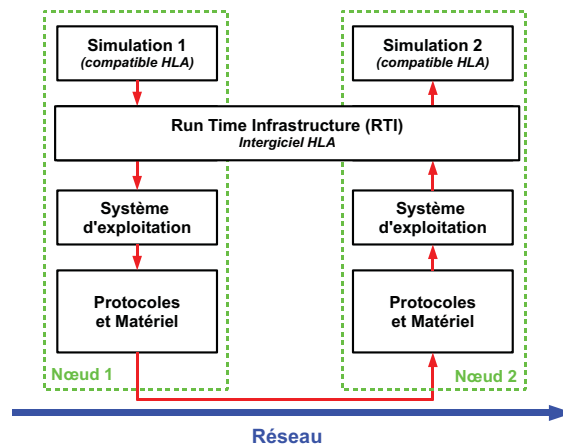 Simulation 1
(compatible HLA)
Simulation 2
(compatible HLA)
Run Time Infrastructure (RTI)
Intergiciel HLA
Système
d'exploitation
Système
d'exploitation
Protocoles
et Matériel
Protocoles
et Matériel
Nœud 1
Nœud 2
Réseau